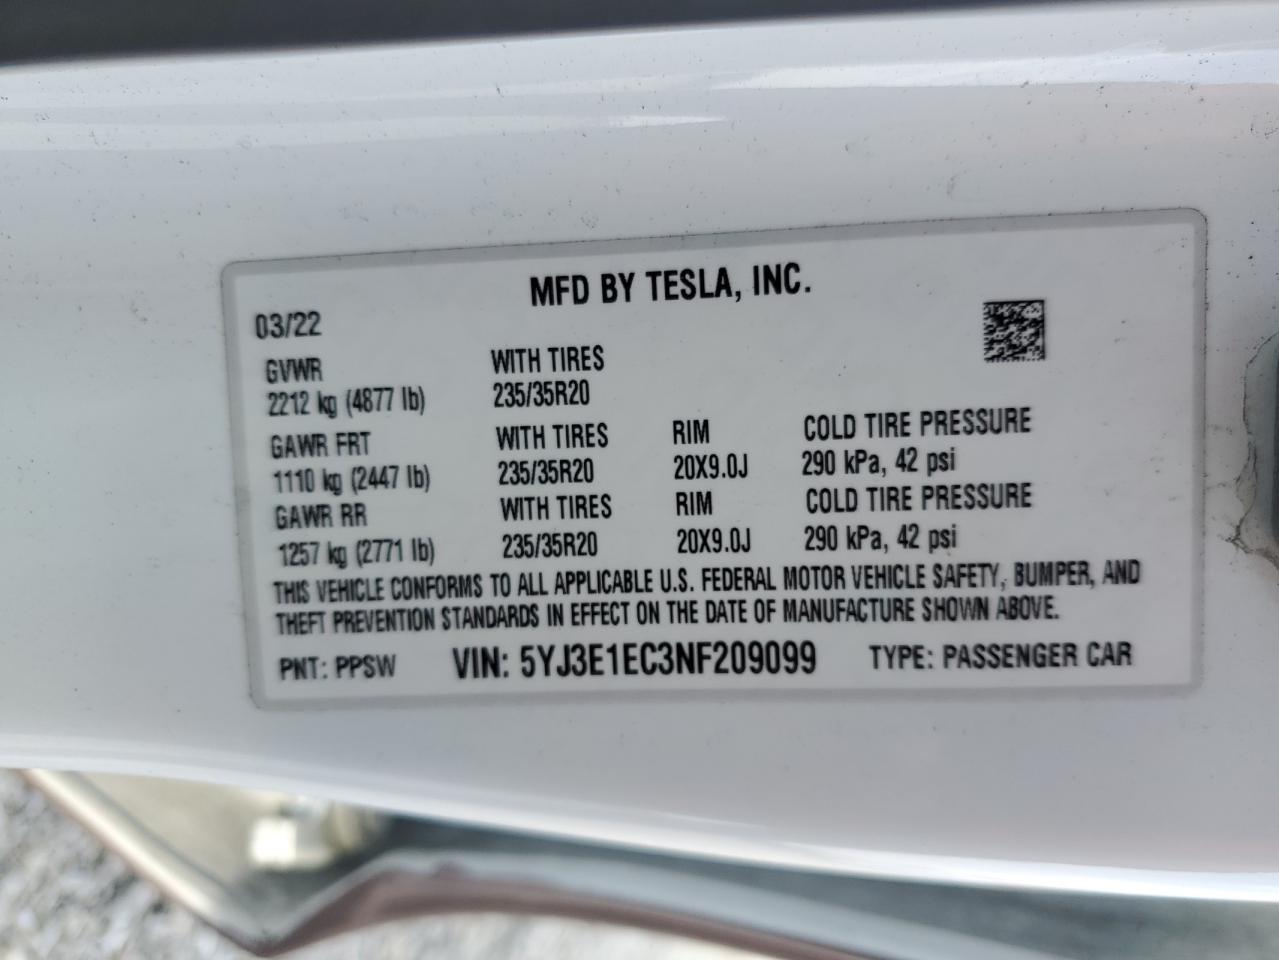 MFD BY TESLA, INC.
03/22
GVWR WITH TIRES
2212 kg (4877 lb) 235/35R20
GAWR FRT WITH TIRES RIM COLD TIRE PRESSURE
1110 kg (2447 lb) 235/35R20 20X9.0J 290 kPa, 42 psi
GAWR RR WITH TIRES RIM COLD TIRE PRESSURE
1257 kg (2771 lb) 235/35R20 20X9.0J 290 kPa, 42 psi
THIS VEHICLE CONFORMS TO ALL APPLICABLE U.S. FEDERAL MOTOR VEHICLE SAFETY, BUMPER, AND
THEFT PREVENTION STANDARDS IN EFFECT ON THE DATE OF MANUFACTURE SHOWN ABOVE.
PNT: PPSW VIN: 5YJ3E1EC3NF209099 TYPE: PASSENGER CAR